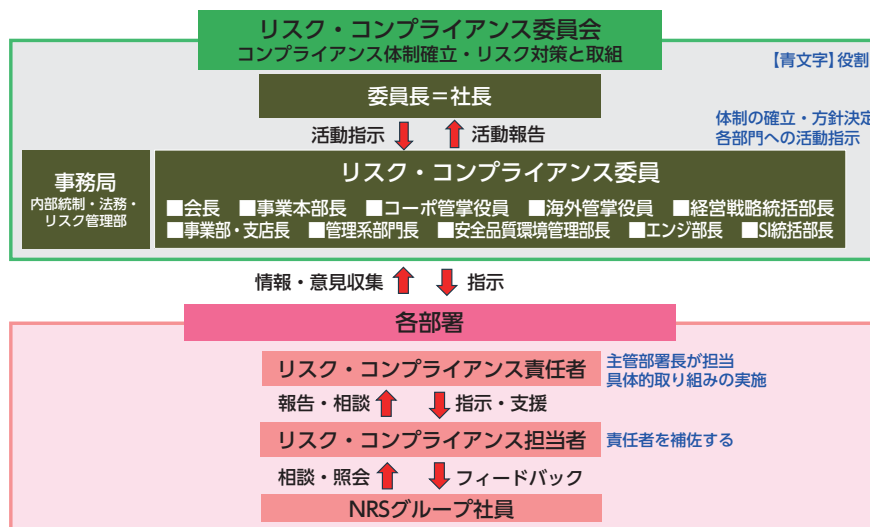 リスク・コンプライアンス委員会
コンプライアンス体制確立・リスク対策と取組
【青文字】役割
委員長＝社長
体制の確立・方針決定
各部門への活動指示
活動指示
活動報告
事務局
内部統制・法務・
リスク管理部
リスク・コンプライアンス委員
■会長 ■事業本部長 ■コーポ管掌役員 ■海外管掌役員 ■経営戦略統括部長
■事業部・支店長 ■管理系部門長 ■安全品質環境管理部長 ■エンジ部長 ■SI統括部長
情報・意見収集
指示
各部署
リスク・コンプライアンス責任者
主管部署長が担当
具体的取り組みの実施
報告・相談
指示・支援
リスク・コンプライアンス担当者
責任者を補佐する
相談・照会
フィードバック
NRSグループ社員